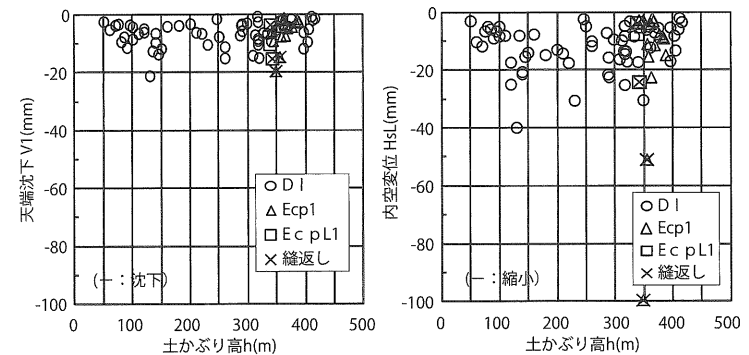 0
-20
-40
-60
-80
-100
天端沈下 V1(mm)
○ D I
△ Ecp1
□ E c p L1
× 縫返し
(－：沈下)
0 100 200 300 400 500
土かぶり高h(m)
0
-20
-40
-60
-80
-100
内空変位 HsL(mm)
○ D I
△ Ecp1
□ E c p L1
× 縫返し
(－：縮小)
0 100 200 300 400 500
土かぶり高h(m)